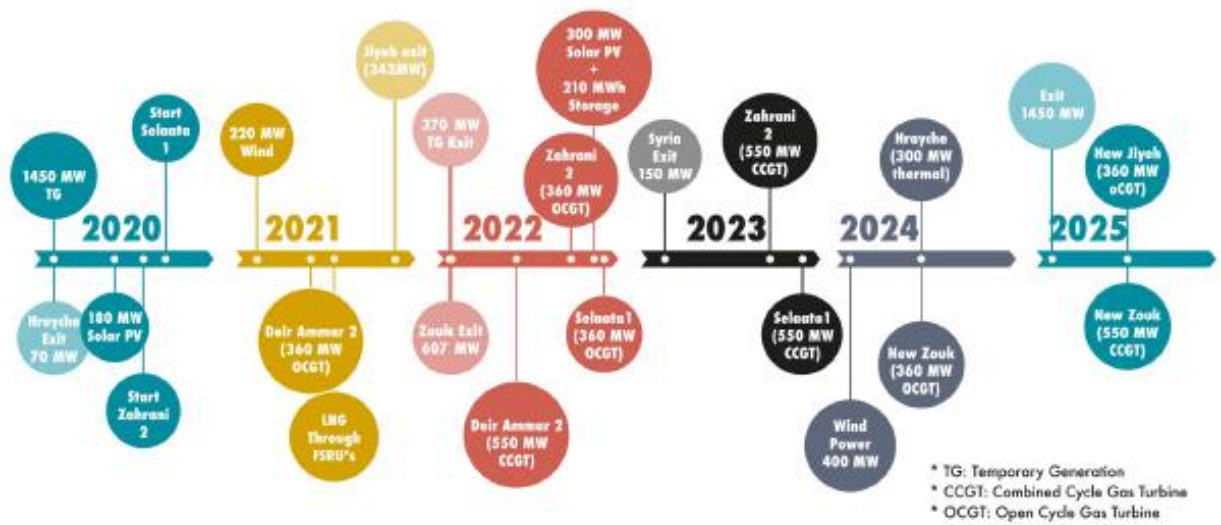 1450 MW
TG
Start
Selaata
1
2020
Hrayche
Exit
70 MW
180 MW
Solar PV
Start
Zahrani
2
220 MW
Wind
Jiyeh exit
(343MW)
2021
Deir Ammar 2
(360 MW
OCGT)
LNG
Through
FSRU"s
370 MW
TG Exit
300 MW
Solar PV
+
210 MWh
Storage
Zahrani
2
(360 MW
OCGT)
2022
Zouk Exit
607 MW
Selaata1
(360 MW
OCGT)
Deir Ammar 2
(550 MW
CCGT)
Syria
Exit
150 MW
Zahrani
2
(550 MW
CCGT)
2023
Selaata1
(550 MW
CCGT)
Hrayche
(300 MW
thermal)
2024
New Zouk
(360 MW
OCGT)
Wind
Power
400 MW
Exit
1450 MW
New Jiyeh
(360 MW
oCGT)
2025
New Zouk
(550 MW
CCGT)
* TG: Temporary Generation
* CCGT: Combined Cycle Gas Turbine
* OCGT: Open Cycle Gas Turbine